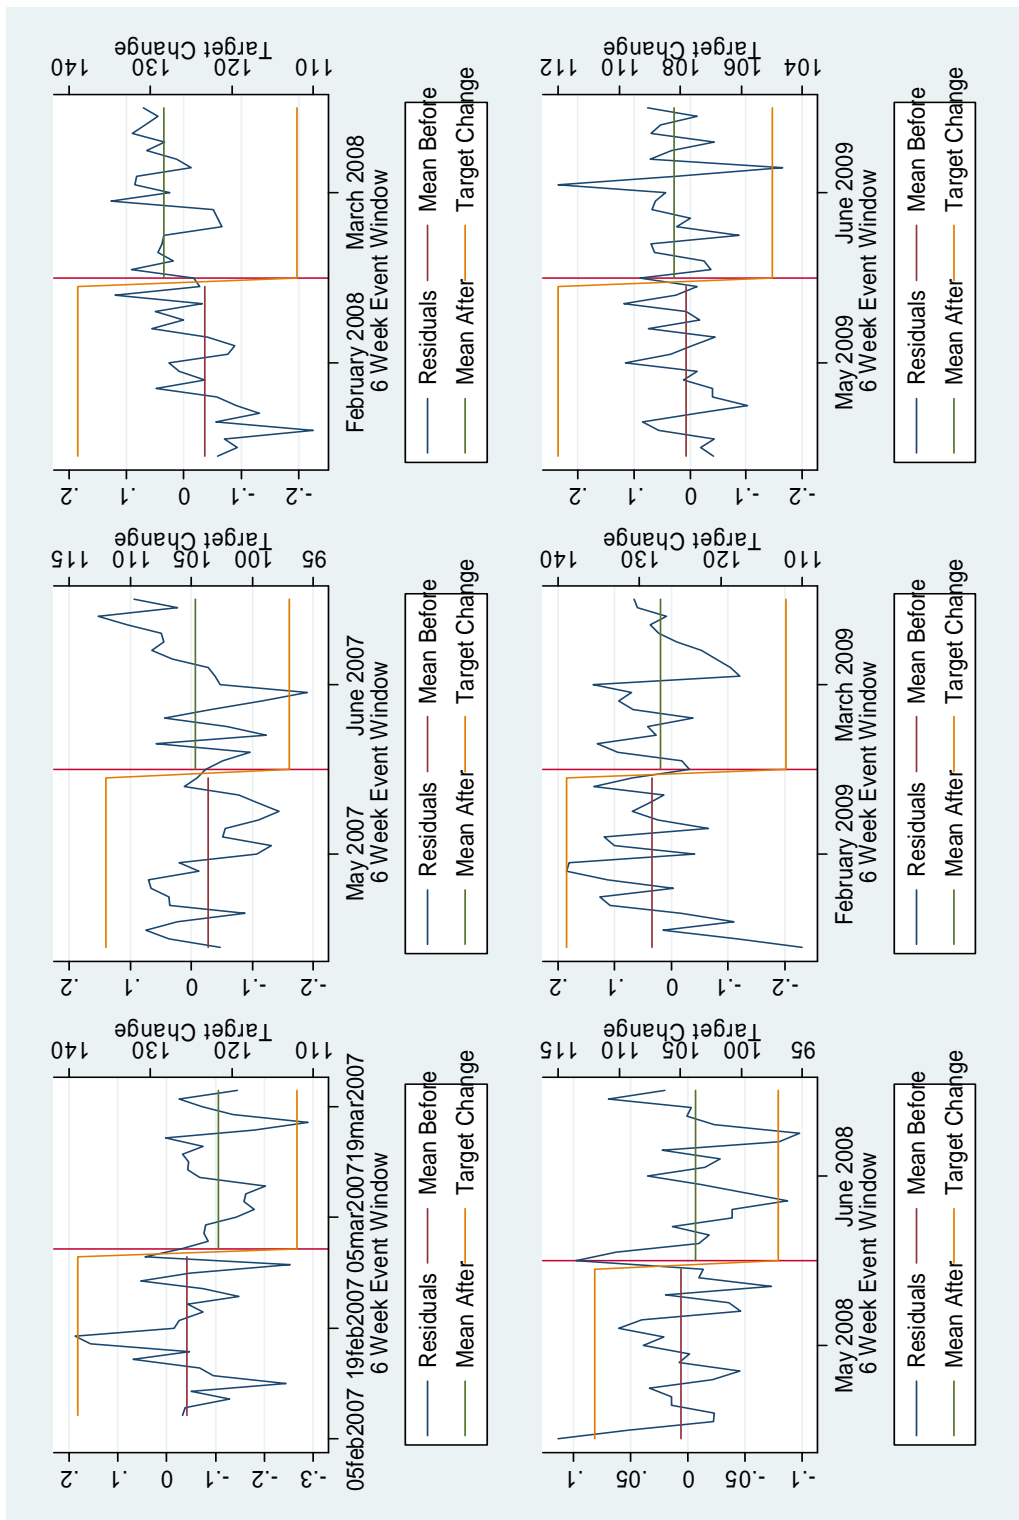 .2
.1
0
-.1
-.2
-.3
140
130
120
110
Target Change
05feb2007 19feb2007 05mar2007 19mar2007
6 Week Event Window
Residuals Mean Before
Mean After Target Change
.2
.1
0
-.1
-.2
115
110
105
100
95
Target Change
May 2007 June 2007
6 Week Event Window
Residuals Mean Before
Mean After Target Change
.2
.1
0
-.1
-.2
140
130
120
110
Target Change
February 2008 March 2008
6 Week Event Window
Residuals Mean Before
Mean After Target Change
.1
.05
0
-.05
-.1
115
110
105
100
95
Target Change
May 2008 June 2008
6 Week Event Window
Residuals Mean Before
Mean After Target Change
.2
.1
0
-.1
-.2
140
130
120
110
Target Change
February 2009 March 2009
6 Week Event Window
Residuals Mean Before
Mean After Target Change
.2
.1
0
-.1
-.2
112
110
108
106
104
Target Change
May 2009 June 2009
6 Week Event Window
Residuals Mean Before
Mean After Target Change